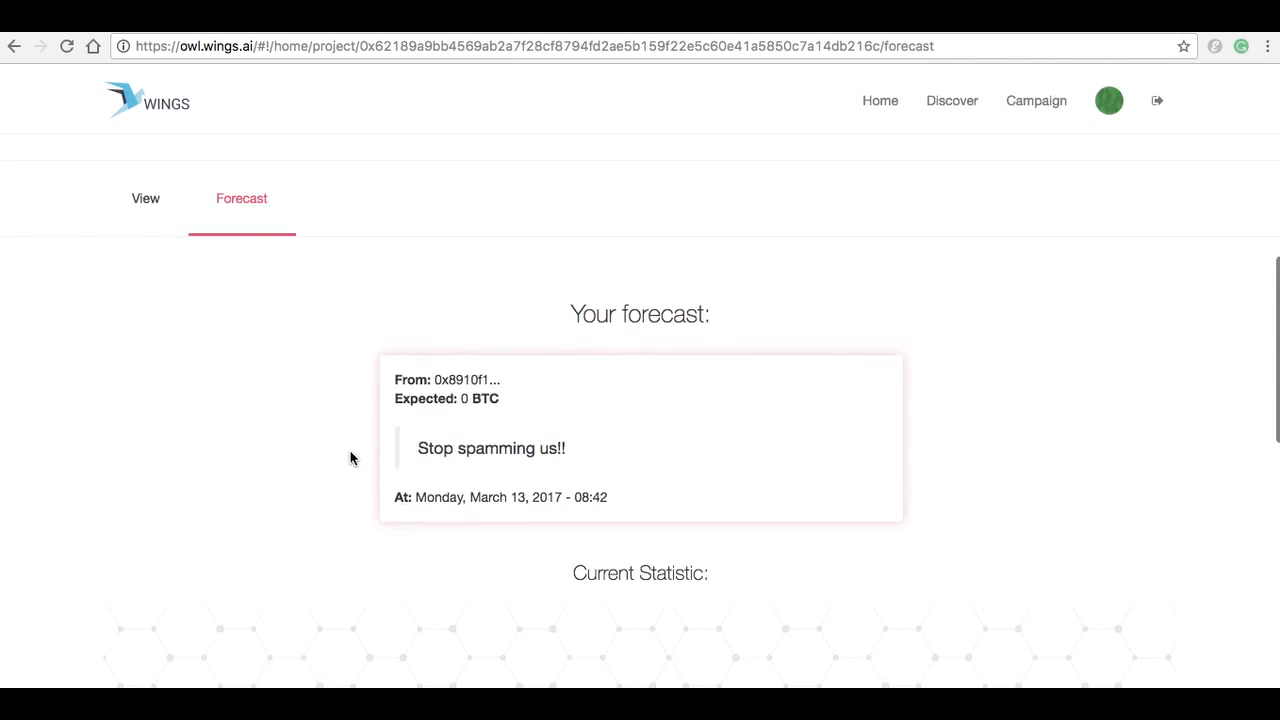 https://owl.wings.ai/#!/home/project/0x62189a9bb4569ab2a7f28cf8794fd2ae5b159f22e5c60e41a5850c7a14db216c/forecast
WINGS
Home Discover Campaign
View Forecast
Your forecast:
From: 0x8910f1...
Expected: 0 BTC
Stop spamming us!!
At: Monday, March 13, 2017 - 08:42
Current Statistic: